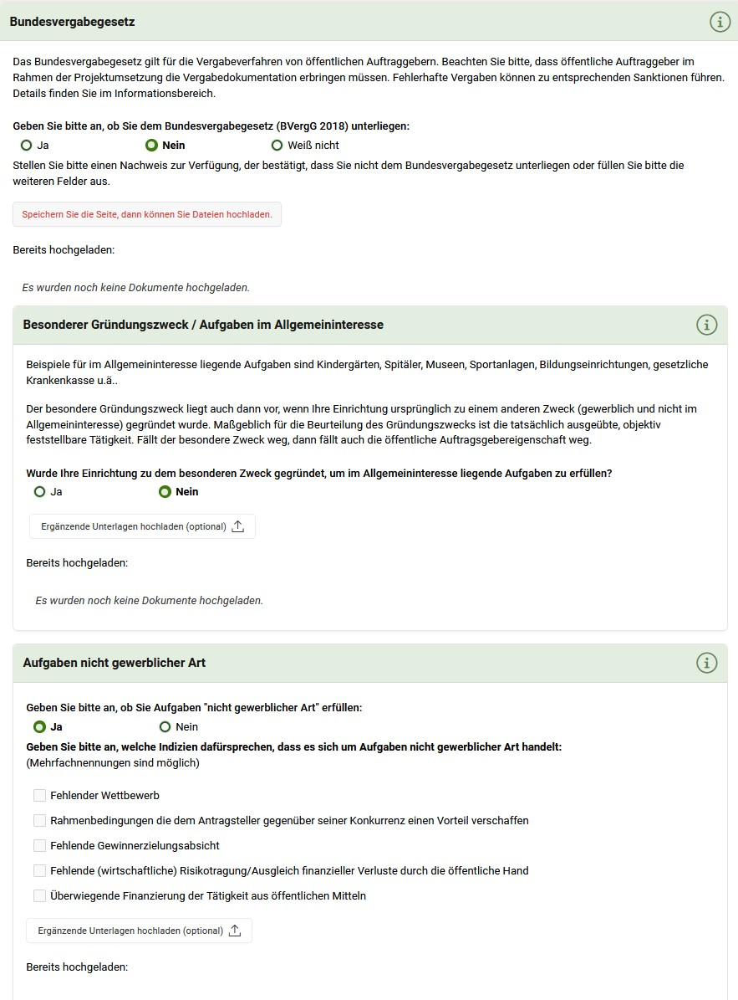 Bundesvergabegesetz
Das Bundesvergabegesetz gilt für die Vergabeverfahren von öffentlichen Auftraggebern. Beachten Sie bitte, dass öffentliche Auftraggeber im
Rahmen der Projektumsetzung die Vergabedokumentation erbringen müssen. Fehlerhafte Vergaben können zu entsprechenden Sanktionen führen.
Details finden Sie im Informationsbereich.
Geben Sie bitte an, ob Sie dem Bundesvergabegesetz (BVergG 2018) unterliegen:
Ja Nein Weiß nicht
Stellen Sie bitte einen Nachweis zur Verfügung, der bestätigt, dass Sie nicht dem Bundesvergabegesetz unterliegen oder füllen Sie bitte die
weiteren Felder aus.
Speichern Sie die Seite, dann können Sie Dateien hochladen.
Bereits hochgeladen:
Es wurden noch keine Dokumente hochgeladen.
Besonderer Gründungszweck / Aufgaben im Allgemeininteresse
Beispiele für im Allgemeininteresse liegende Aufgaben sind Kindergärten, Spitäler, Museen, Sportanlagen, Bildungseinrichtungen, gesetzliche
Krankenkasse u.ä..
Der besondere Gründungszweck liegt auch dann vor, wenn Ihre Einrichtung ursprünglich zu einem anderen Zweck (gewerblich und nicht im
Allgemeininteresse) gegründet wurde. Maßgeblich für die Beurteilung des Gründungszwecks ist die tatsächlich ausgeübte, objektiv
feststellbare Tätigkeit. Fällt der besondere Zweck weg, dann fällt auch die öffentliche Auftragsgebereigenschaft weg.
Wurde Ihre Einrichtung zu dem besonderen Zweck gegründet, um im Allgemeininteresse liegende Aufgaben zu erfüllen?
Ja Nein
Ergänzende Unterlagen hochladen (optional)
Bereits hochgeladen:
Es wurden noch keine Dokumente hochgeladen.
Aufgaben nicht gewerblicher Art
Geben Sie bitte an, ob Sie Aufgaben "nicht gewerblicher Art" erfüllen:
Ja Nein
Geben Sie bitte an, welche Indizien dafürsprechen, dass es sich um Aufgaben nicht gewerblicher Art handelt:
(Mehrfachnennungen sind möglich)
Fehlender Wettbewerb
Rahmenbedingungen die dem Antragsteller gegenüber seiner Konkurrenz einen Vorteil verschaffen
Fehlende Gewinnerzielungsabsicht
Fehlende (wirtschaftliche) Risikotragung/Ausgleich finanzieller Verluste durch die öffentliche Hand
Überwiegende Finanzierung der Tätigkeit aus öffentlichen Mitteln
Ergänzende Unterlagen hochladen (optional)
Bereits hochgeladen: